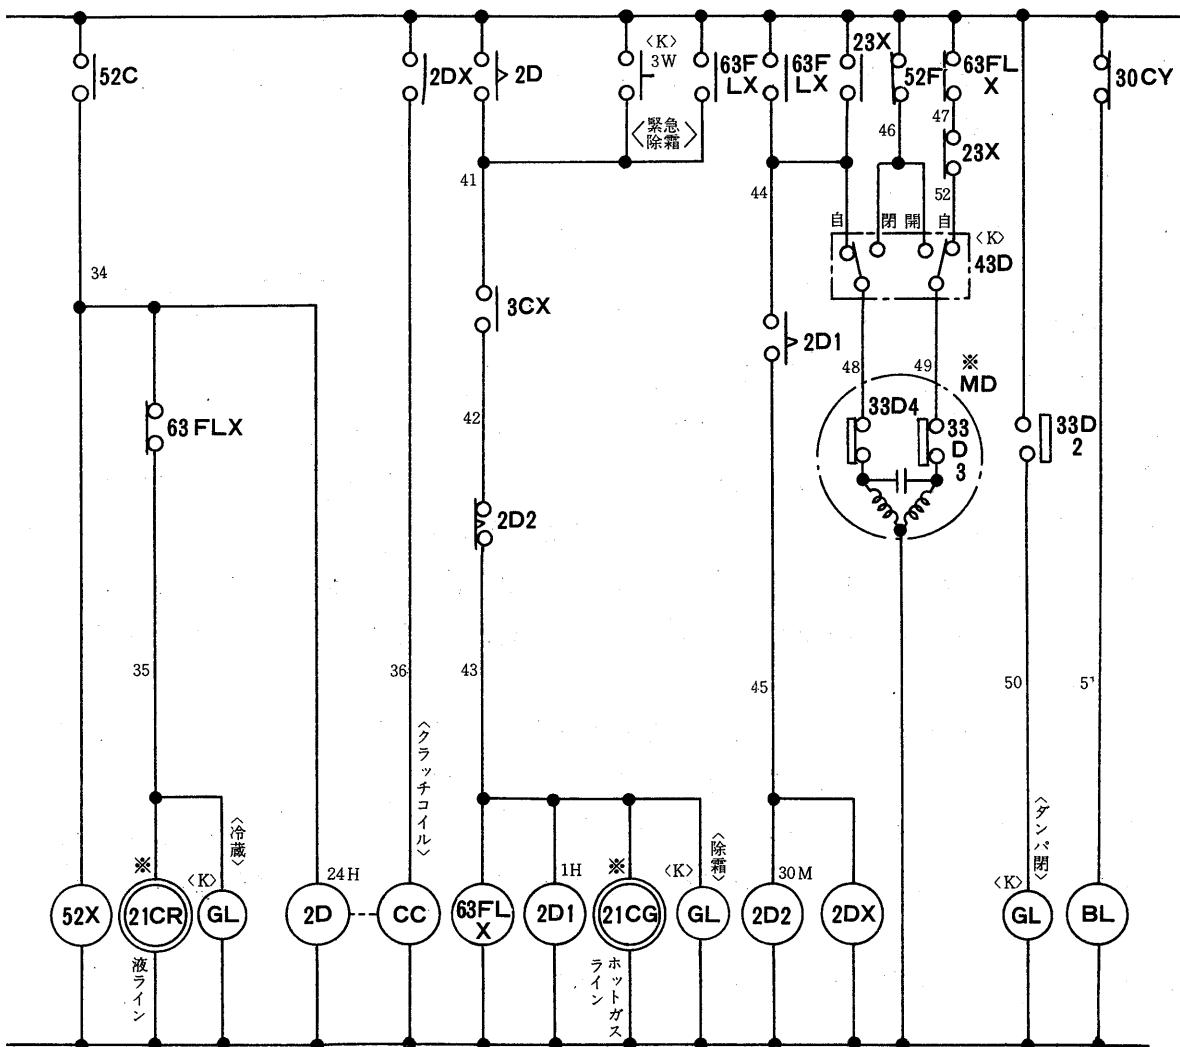 52C
2DX
2D
〈K〉
3W
63F
LX
63F
LX
23X
52F
63FL
X
30CY
〈緊急
除霜〉
46
47
23X
41
44
52
自
閉
開
自
〈K〉
43D
34
3CX
2D1
48
49
※
MD
63FLX
42
33D4
33
D
3
33D
2
2D2
35
36
43
45
50
51
〈クラッチコイル〉
〈冷蔵〉
〈除霜〉
〈ダンパ閉〉
※
〈K〉
24H
1H
※
〈K〉
30M
〈K〉
52X
21CR
GL
2D
CC
63FL
X
2D1
21CG
GL
2D2
2DX
GL
BL
液ライン
ホットガス
ライン